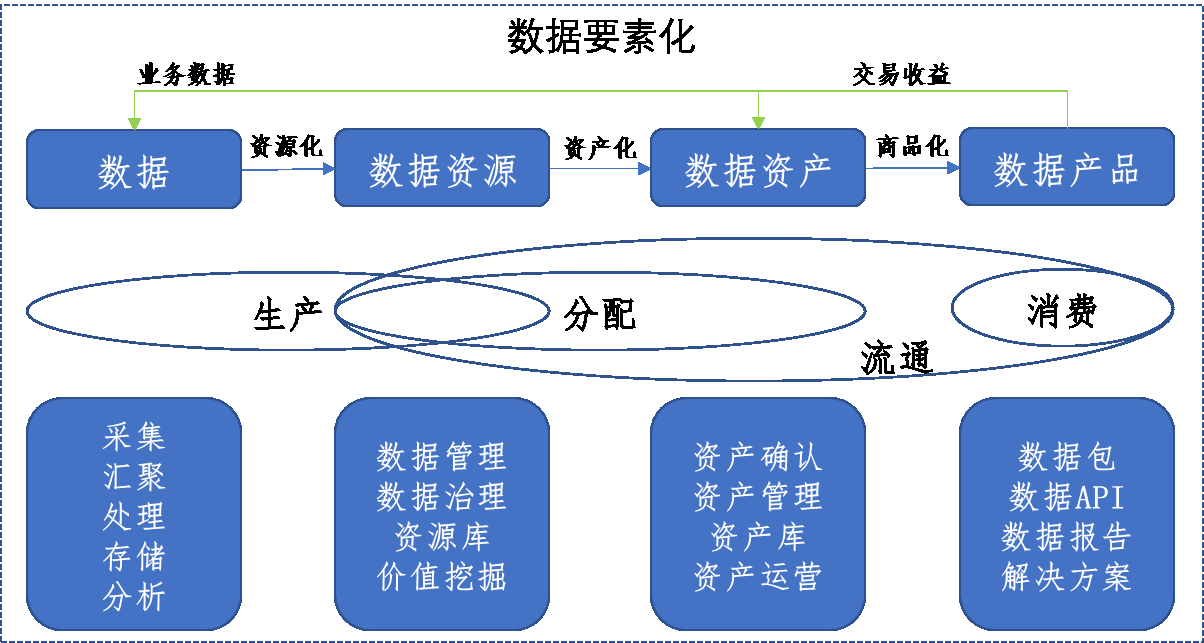 数据要素化
业务数据
交易收益
数据
资源化
数据资源
资产化
数据资产
商品化
数据产品
生产
分配
消费
流通
采集
汇聚
处理
存储
分析
数据管理
数据治理
资源库
价值挖掘
资产确认
资产管理
资产库
资产运营
数据包
数据API
数据报告
解决方案